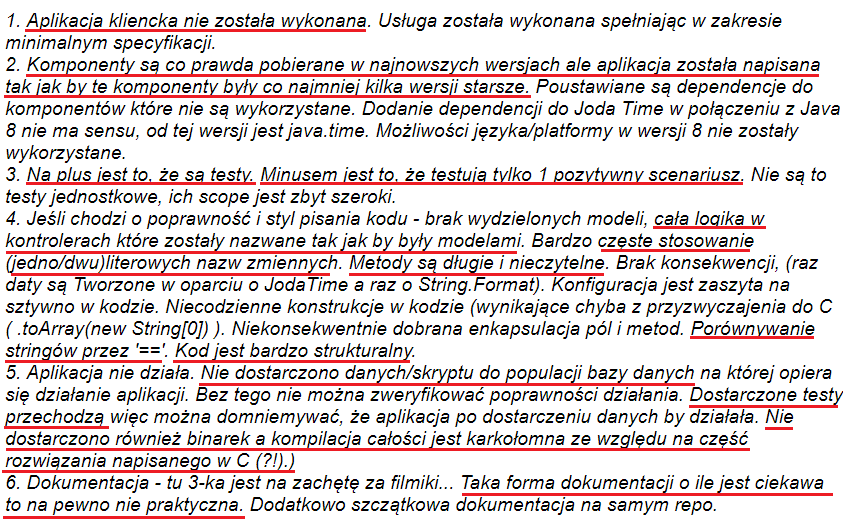 1. Aplikacja kliencka nie została wykonana. Usługa została wykonana spełniając w zakresie
minimalnym specyfikacji.
2. Komponenty są co prawda pobierane w najnowszych wersjach ale aplikacja została napisana
tak jak by te komponenty były co najmniej kilka wersji starsze. Poustawiane są dependencje do
komponentów które nie są wykorzystane. Dodanie dependencji do Joda Time w połączeniu z Java
8 nie ma sensu, od tej wersji jest java.time. Możliwości języka/platformy w wersji 8 nie zostały
wykorzystane.
3. Na plus jest to, że są testy. Minusem jest to, że testują tylko 1 pozytywny scenariusz. Nie są to
testy jednostkowe, ich scope jest zbyt szeroki.
4. Jeśli chodzi o poprawność i styl pisania kodu - brak wydzielonych modeli, cała logika w
kontrolerach które zostały nazwane tak jak by były modelami. Bardzo częste stosowanie
(jedno/dwu)literowych nazw zmiennych. Metody są długie i nieczytelne. Brak konsekwencji, (raz
daty są Tworzone w oparciu o JodaTime a raz o String.Format). Konfiguracja jest zaszyta na
sztywno w kodzie. Niecodzienne konstrukcje w kodzie (wynikające chyba z przyzwyczajenia do C
( .toArray(new String[0]) ). Niekonsekwentnie dobrana enkapsulacja pól i metod. Porównywanie
stringów przez '=='. Kod jest bardzo strukturalny.
5. Aplikacja nie działa. Nie dostarczono danych/skryptu do populacji bazy danych na której opiera
się działanie aplikacji. Bez tego nie można zweryfikować poprawności działania. Dostarczone testy
przechodzą więc można domniemywać, że aplikacja po dostarczeniu danych by działała. Nie
dostarczono również binarek a kompilacja całości jest karkołomna ze względu na część
rozwiązania napisanego w C (?!).)
6. Dokumentacja - tu 3-ka jest na zachętę za filmiki... Taka forma dokumentacji o ile jest ciekawa
to na pewno nie praktyczna. Dodatkowo szczątkowa dokumentacja na samym repo.